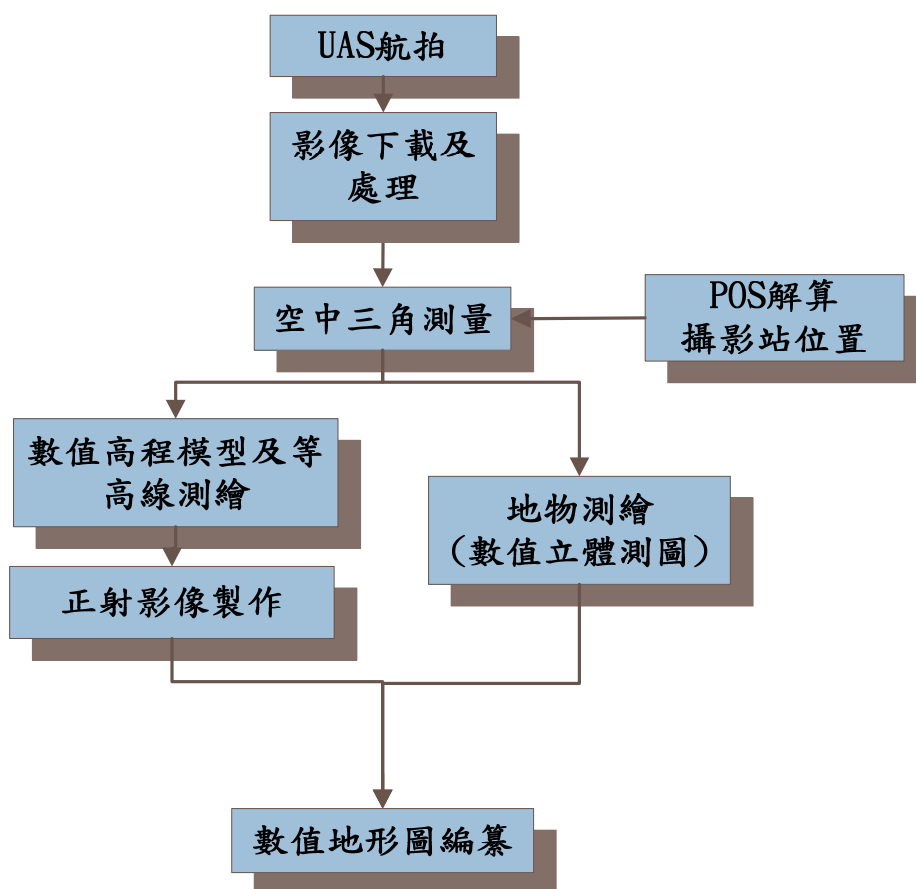 UAS航拍
影像下載及
處理
空中三角測量
POS解算
攝影站位置
數值高程模型及等
高線測繪
地物測繪
(數值立體測圖)
正射影像製作
數值地形圖編纂